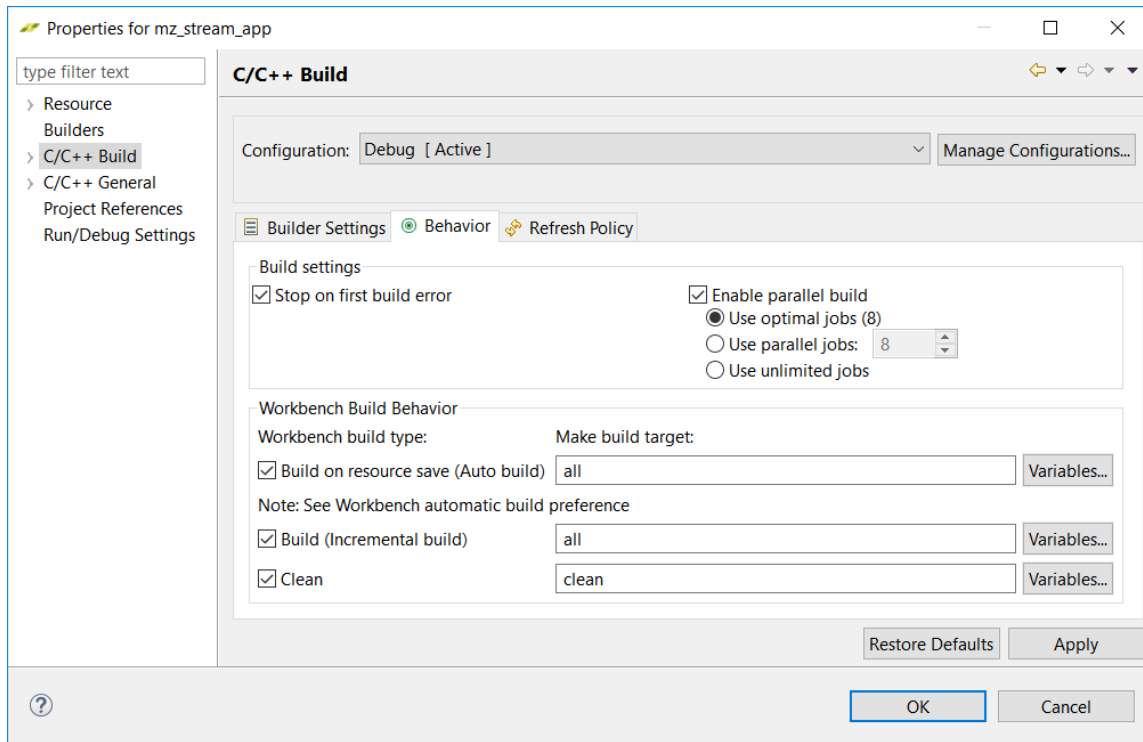 Properties for mz_stream_app
type filter text
Resource
Builders
C/C++ Build
C/C++ General
Project References
Run/Debug Settings
C/C++ Build
Configuration: Debug [ Active ] Manage Configurations...
Builder Settings Behavior Refresh Policy
Build settings
Stop on first build error Enable parallel build
Use optimal jobs (8)
Use parallel jobs: 8
Use unlimited jobs
Workbench Build Behavior
Workbench build type: Make build target:
Build on resource save (Auto build) all Variables...
Note: See Workbench automatic build preference
Build (Incremental build) all Variables...
Clean clean Variables...
Restore Defaults Apply
? OK Cancel